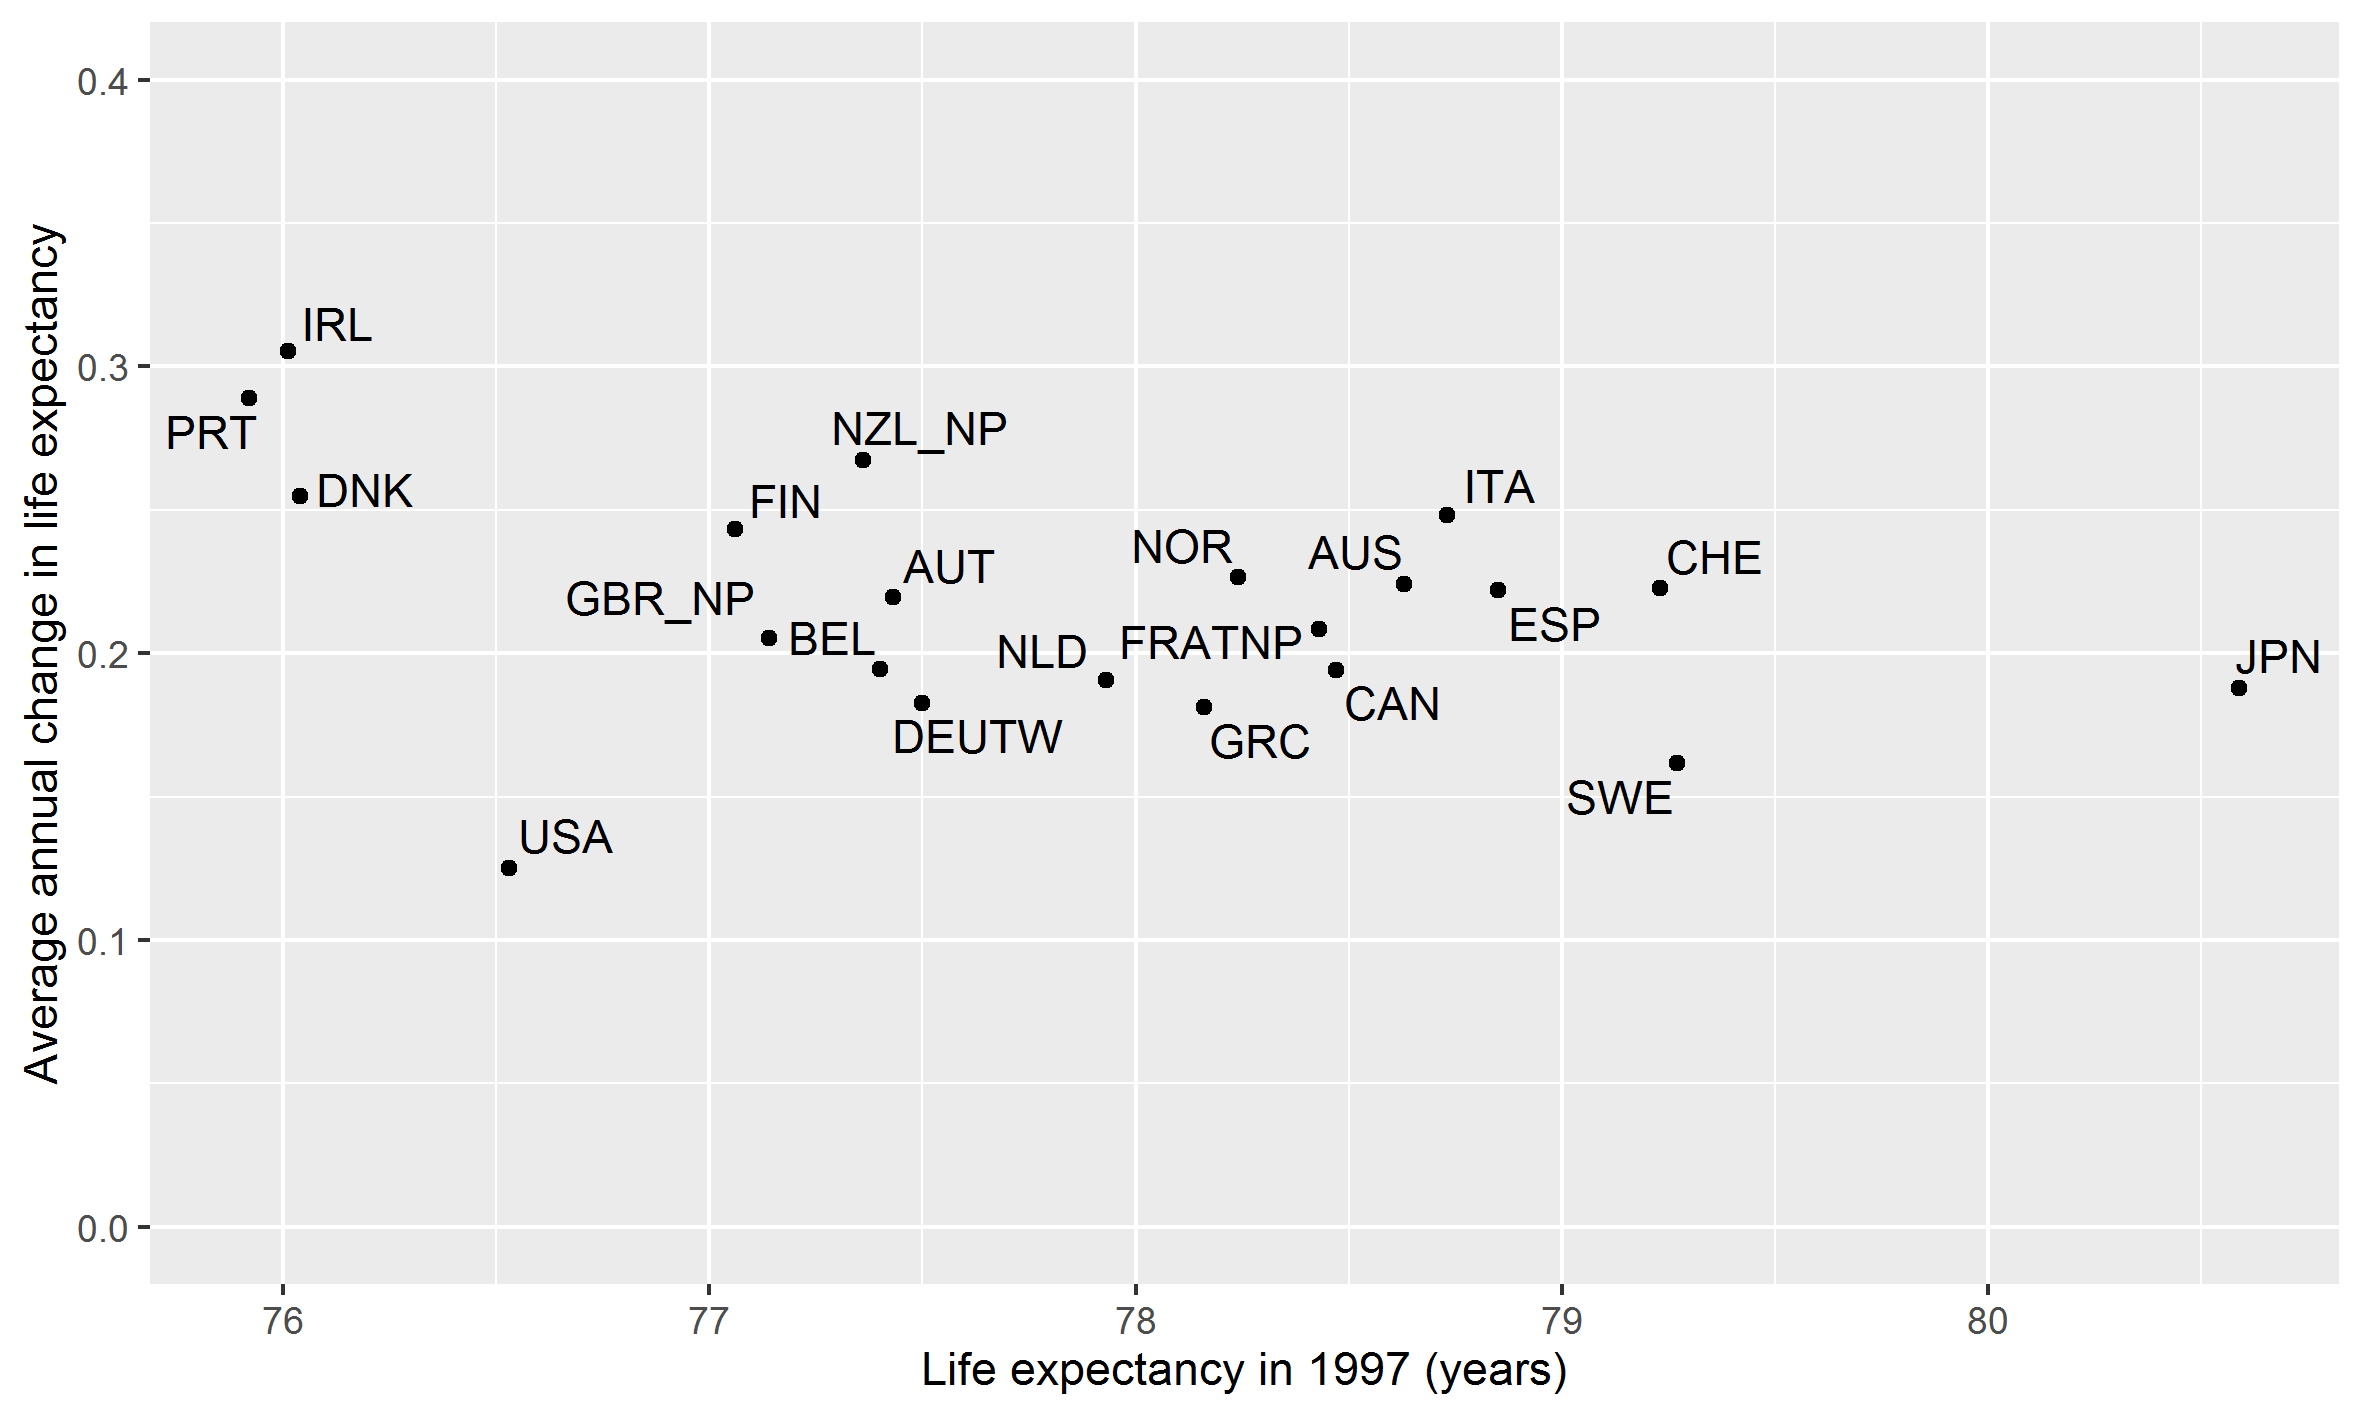 0.4
0.3
0.2
0.1
0.0
Average annual change in life expectancy
IRL
PRT
NZL_NP
DNK
FIN
ITA
NOR
AUS
CHE
AUT
GBR_NP
ESP
BEL
FRATNP
NLD
JPN
CAN
DEUTW
GRC
SWE
USA
76 77 78 79 80
Life expectancy in 1997 (years)